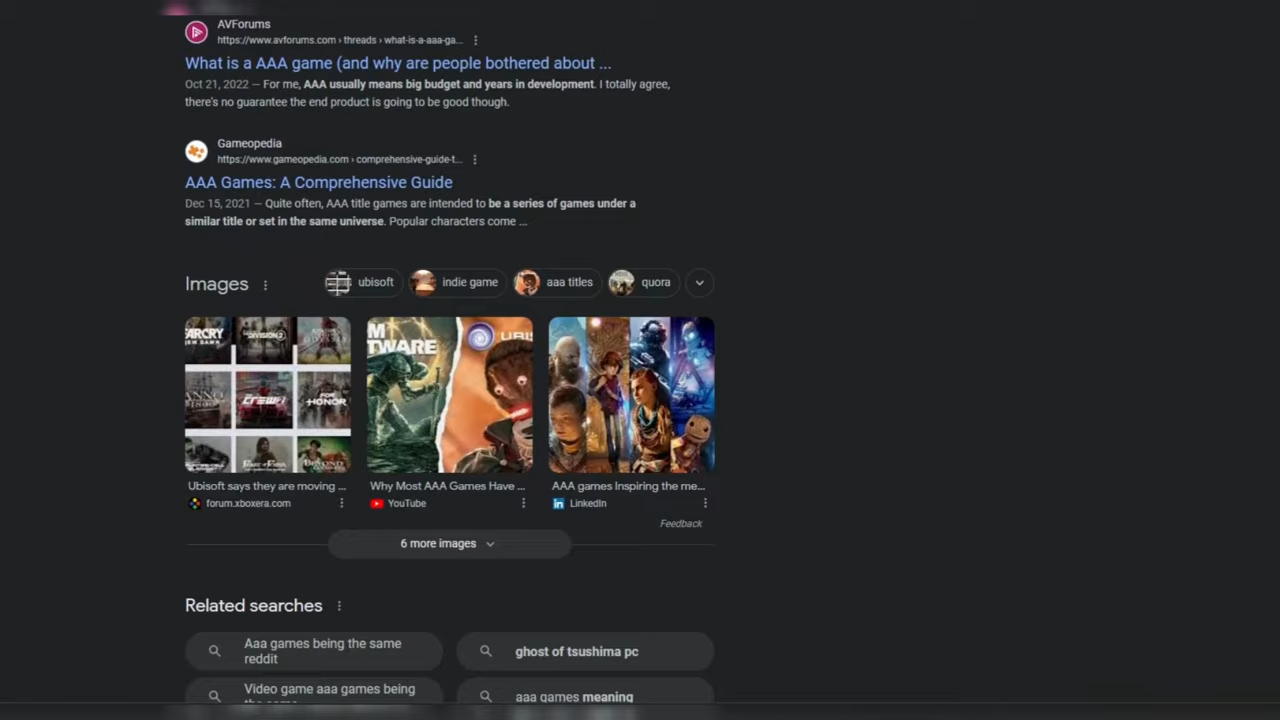 AVForums
https://www.avforums.com › threads › what-is-a-aaa-ga...
What is a AAA game (and why are people bothered about ...
Oct 21, 2022 — For me, AAA usually means big budget and years in development. I totally agree,
there's no guarantee the end product is going to be good though.
Gameopedia
https://www.gameopedia.com › comprehensive-guide-t...
AAA Games: A Comprehensive Guide
Dec 15, 2021 — Quite often, AAA title games are intended to be a series of games under a
similar title or set in the same universe. Popular characters come ...
Images
ubisoft
indie game
aaa titles
quora
FARCRY
DIVISION 2
ANNO
CREW
FOR HONOR
BEYOND
TWARE
Ubisoft says they are moving ...
forum.xboxera.com
Why Most AAA Games Have ...
YouTube
AAA games Inspiring the me...
LinkedIn
Feedback
6 more images
Related searches
Aaa games being the same
reddit
ghost of tsushima pc
Video game aaa games being
aaa games meaning